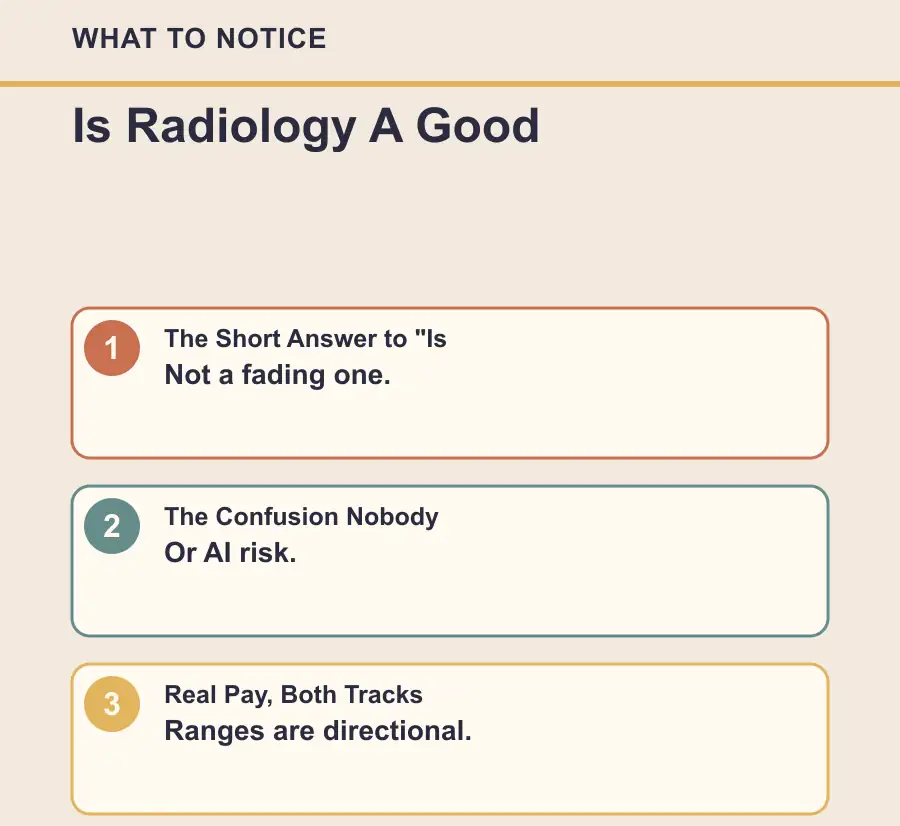 WHAT TO NOTICE
Is Radiology A Good
1
The Short Answer to "Is
Not a fading one.
2
The Confusion Nobody
Or AI risk.
3
Real Pay, Both Tracks
Ranges are directional.